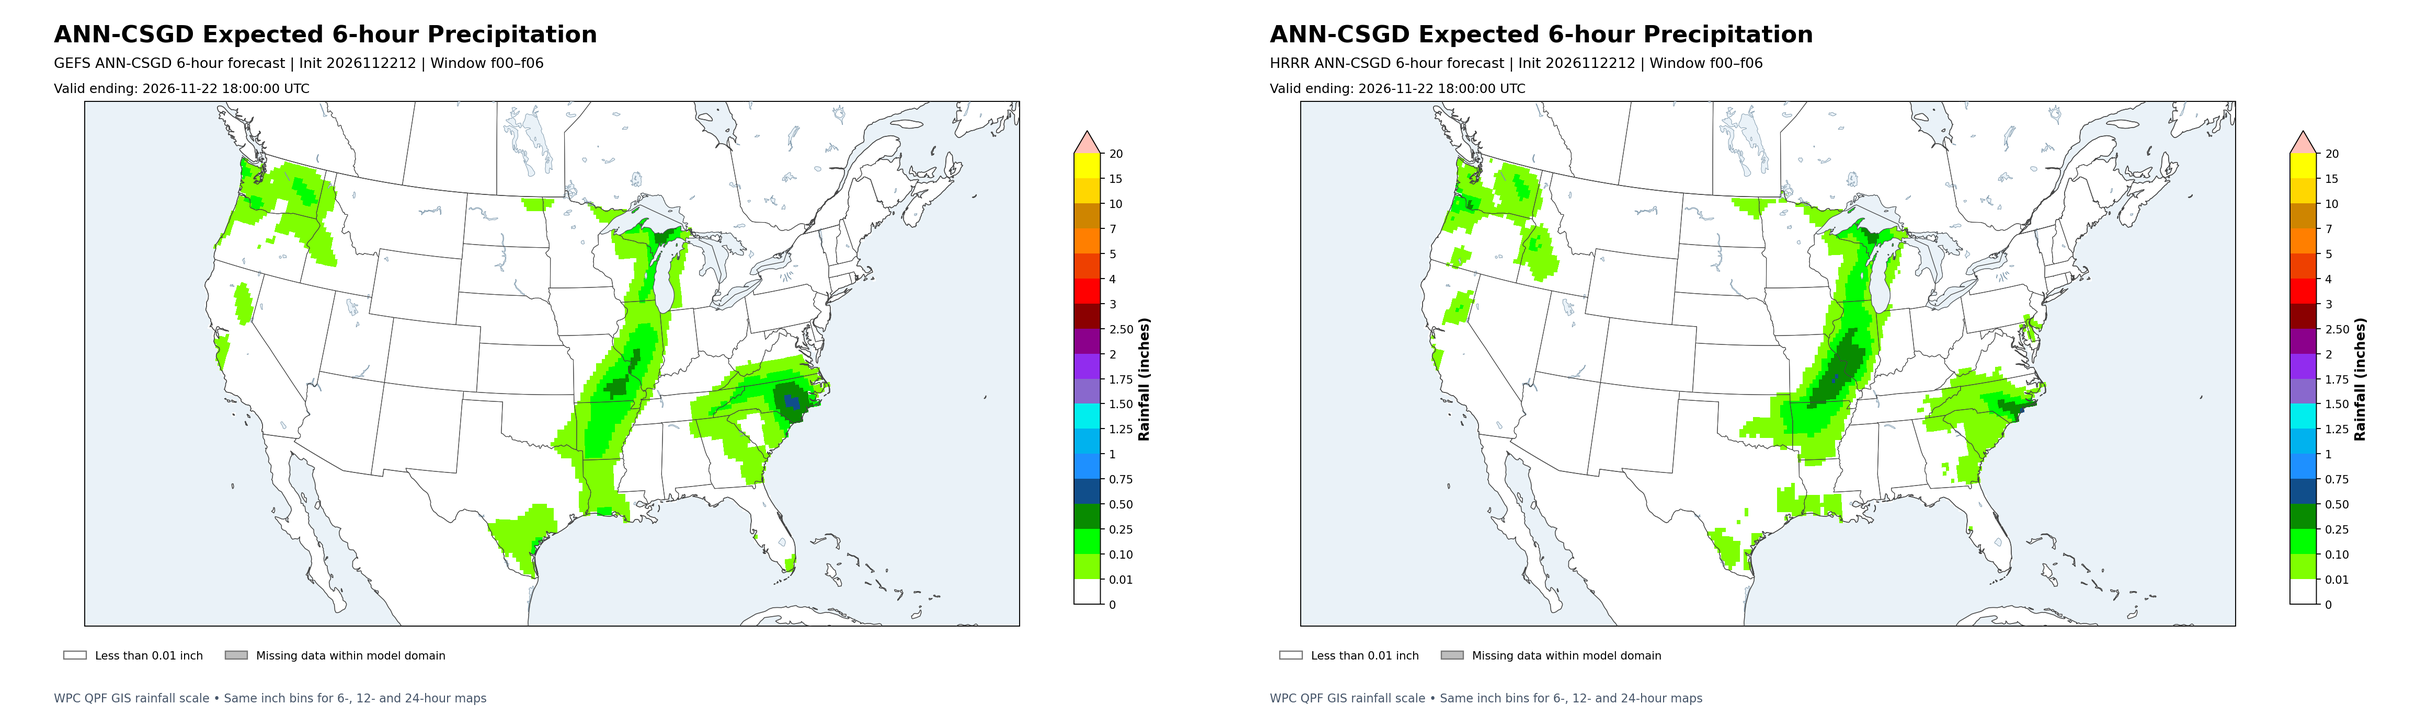 ANN-CSGD Expected 6-hour Precipitation
GEFS ANN-CSGD 6-hour forecast | Init 2026112212 | Window f00–f06
Valid ending: 2026-11-22 18:00:00 UTC
20
15
10
7
5
4
3
2.50
2
1.75
1.50
1.25
1
0.75
0.50
0.25
0.10
0.01
0
Rainfall (inches)
Less than 0.01 inch
Missing data within model domain
WPC QPF GIS rainfall scale • Same inch bins for 6-, 12- and 24-hour maps
ANN-CSGD Expected 6-hour Precipitation
HRRR ANN-CSGD 6-hour forecast | Init 2026112212 | Window f00–f06
Valid ending: 2026-11-22 18:00:00 UTC
20
15
10
7
5
4
3
2.50
2
1.75
1.50
1.25
1
0.75
0.50
0.25
0.10
0.01
0
Rainfall (inches)
Less than 0.01 inch
Missing data within model domain
WPC QPF GIS rainfall scale • Same inch bins for 6-, 12- and 24-hour maps